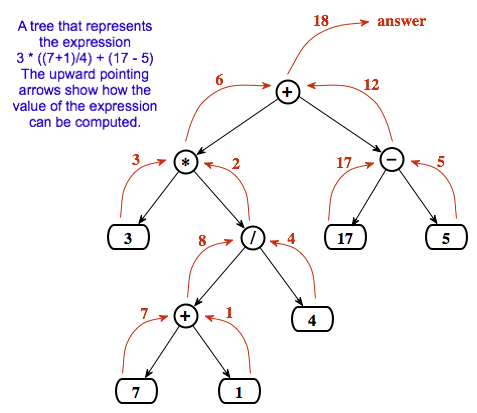 A tree that represents
the expression
3 * ((7+1)/4) + (17 - 5)
The upward pointing
arrows show how the
value of the expression
can be computed.
18 answer
6 + 12
3 * 2 17 − 5
3 8 / 4 17 5
7 + 1 4
7 1